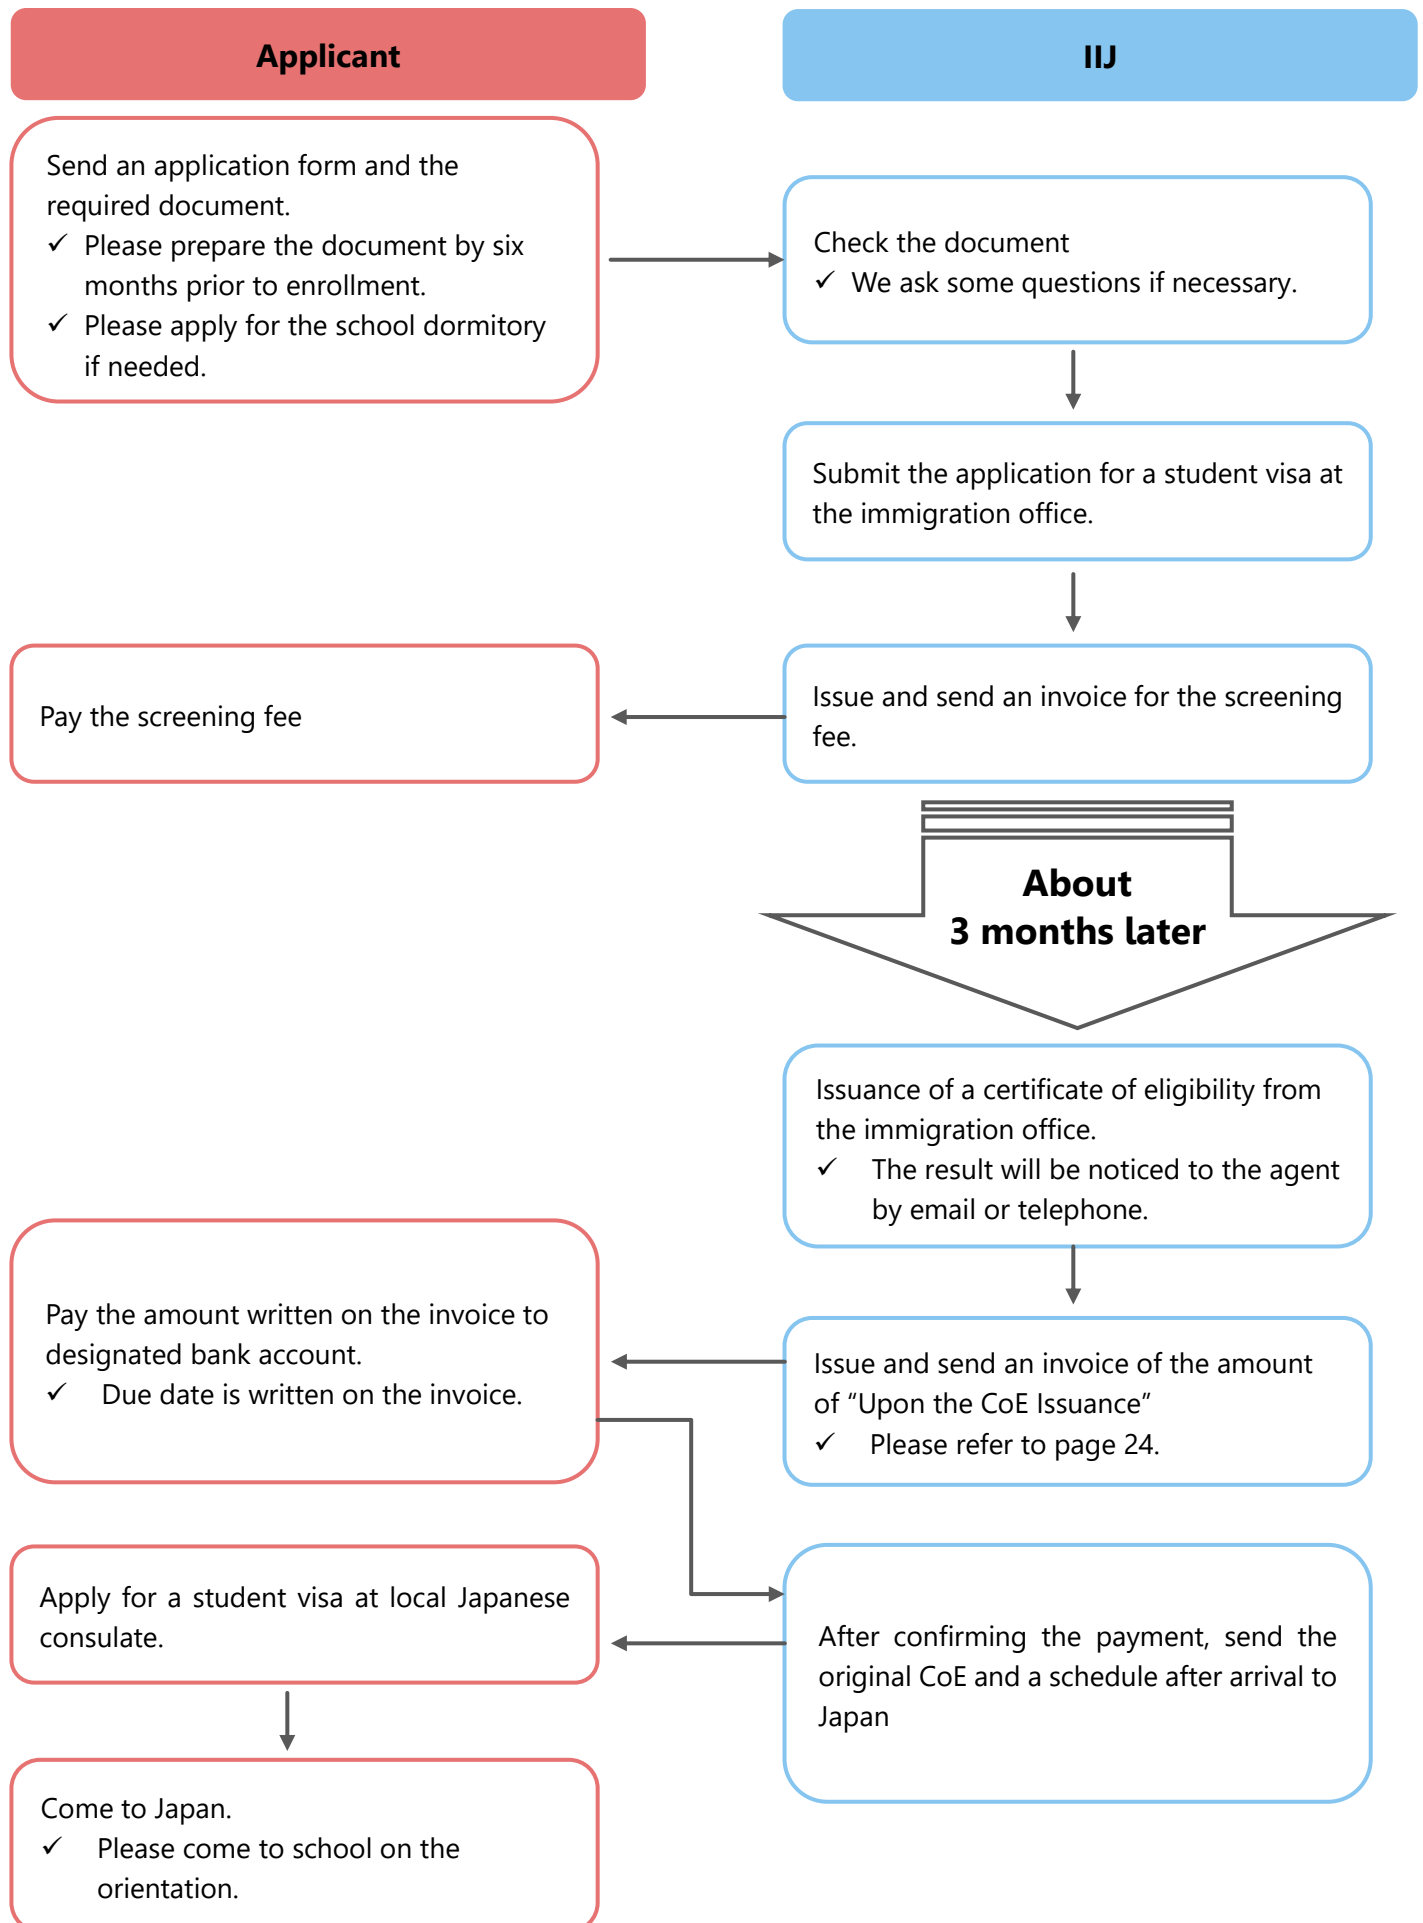 Applicant
IIJ
Send an application form and the
required document.
✓ Please prepare the document by six
months prior to enrollment.
✓ Please apply for the school dormitory
if needed.
Check the document
✓ We ask some questions if necessary.
Submit the application for a student visa at
the immigration office.
Issue and send an invoice for the screening
fee.
Pay the screening fee
About
3 months later
Issuance of a certificate of eligibility from
the immigration office.
✓ The result will be noticed to the agent
by email or telephone.
Issue and send an invoice of the amount
of “Upon the CoE Issuance”
✓ Please refer to page 24.
Pay the amount written on the invoice to
designated bank account.
✓ Due date is written on the invoice.
After confirming the payment, send the
original CoE and a schedule after arrival to
Japan
Apply for a student visa at local Japanese
consulate.
Come to Japan.
✓ Please come to school on the
orientation.